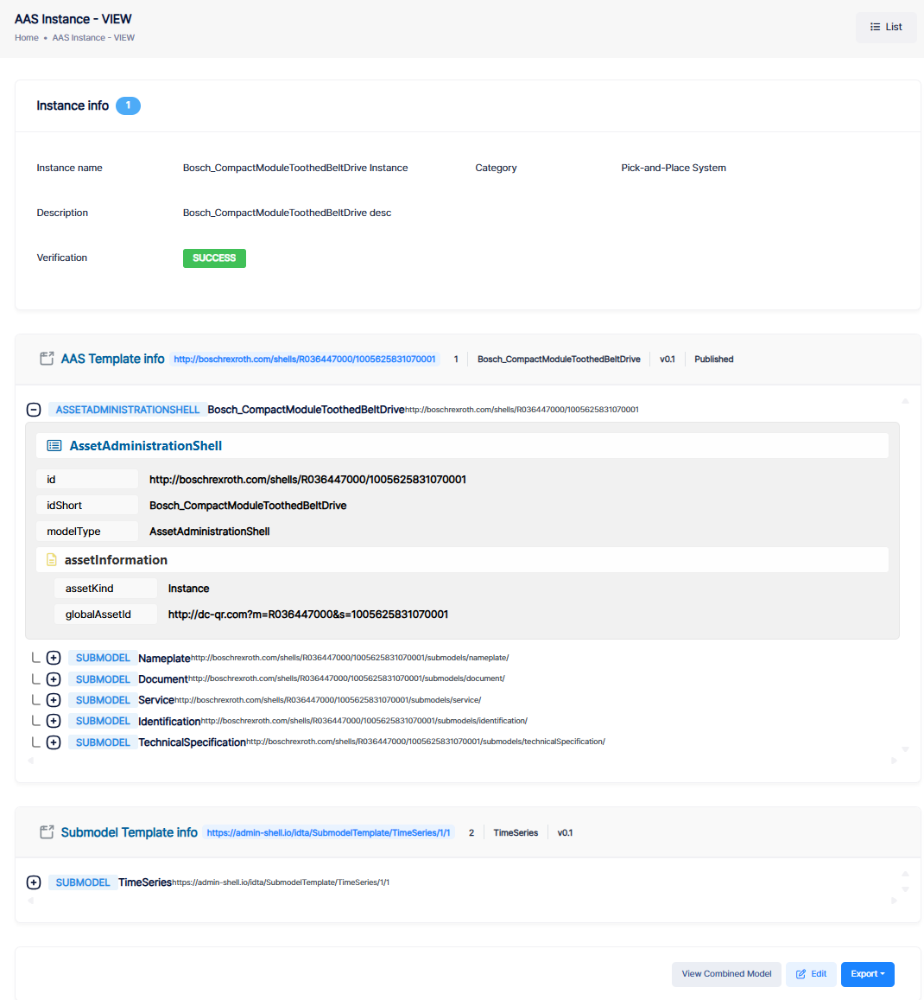 AAS Instance - VIEW
Home • AAS Instance - VIEW
List
Instance info 1
Instance name Bosch_CompactModuleToothedBeltDrive Instance Category Pick-and-Place System
Description Bosch_CompactModuleToothedBeltDrive desc
Verification SUCCESS
AAS Template info http://boschrexroth.com/shells/R036447000/1005625831070001 1 Bosch_CompactModuleToothedBeltDrive v0.1 Published
ASSETADMINISTRATIONSHELL Bosch_CompactModuleToothedBeltDrive http://boschrexroth.com/shells/R036447000/1005625831070001
AssetAdministrationShell
id http://boschrexroth.com/shells/R036447000/1005625831070001
idShort Bosch_CompactModuleToothedBeltDrive
modelType AssetAdministrationShell
assetInformation
assetKind Instance
globalAssetId http://dc-qr.com?m=R036447000&s=1005625831070001
SUBMODEL Nameplate http://boschrexroth.com/shells/R036447000/1005625831070001/submodels/nameplate/
SUBMODEL Document http://boschrexroth.com/shells/R036447000/1005625831070001/submodels/document/
SUBMODEL Service http://boschrexroth.com/shells/R036447000/1005625831070001/submodels/service/
SUBMODEL Identification http://boschrexroth.com/shells/R036447000/1005625831070001/submodels/identification/
SUBMODEL TechnicalSpecification http://boschrexroth.com/shells/R036447000/1005625831070001/submodels/technicalSpecification/
Submodel Template info https://admin-shell.io/idta/SubmodelTemplate/TimeSeries/1/1 2 TimeSeries v0.1
SUBMODEL TimeSeries https://admin-shell.io/idta/SubmodelTemplate/TimeSeries/1/1
View Combined Model Edit Export